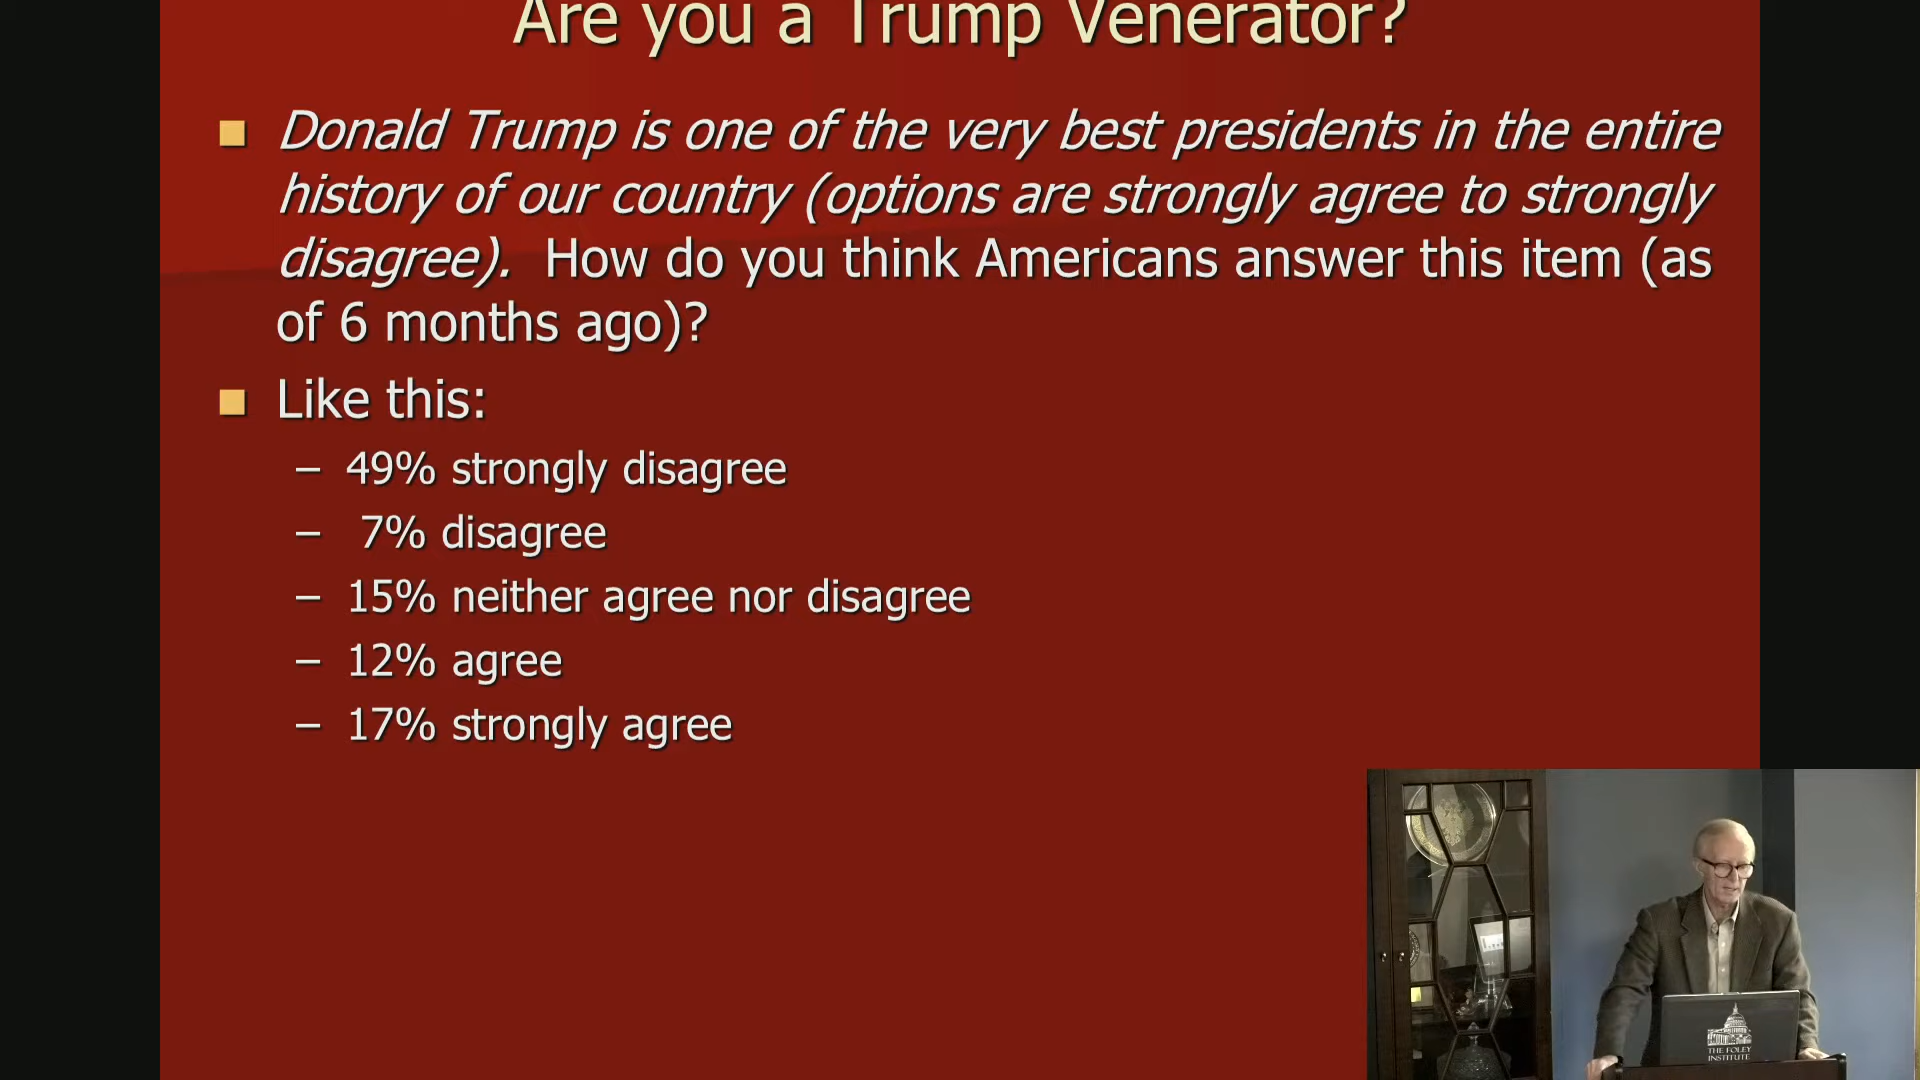 Are you a Trump Venerator?
■ Donald Trump is one of the very best presidents in the entire
history of our country (options are strongly agree to strongly
disagree). How do you think Americans answer this item (as
of 6 months ago)?
■ Like this:
– 49% strongly disagree
– 7% disagree
– 15% neither agree nor disagree
– 12% agree
– 17% strongly agree
THE FOLEY
INSTITUTE